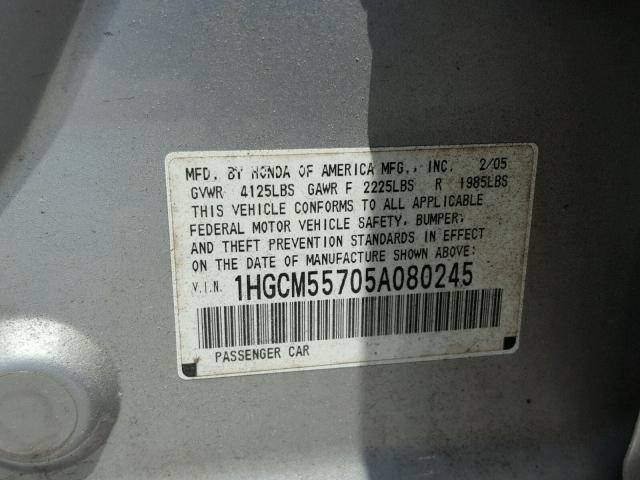 MFD. BY HONDA OF AMERICA MFG., INC. 2/05
GVWR 4125LBS GAWR F 2225LBS R 1985LBS
THIS VEHICLE CONFORMS TO ALL APPLICABLE
FEDERAL MOTOR VEHICLE SAFETY, BUMPER,
AND THEFT PREVENTION STANDARDS IN EFFECT
ON THE DATE OF MANUFACTURE SHOWN ABOVE:
V.I.N. 1HGCM55705A080245
PASSENGER CAR